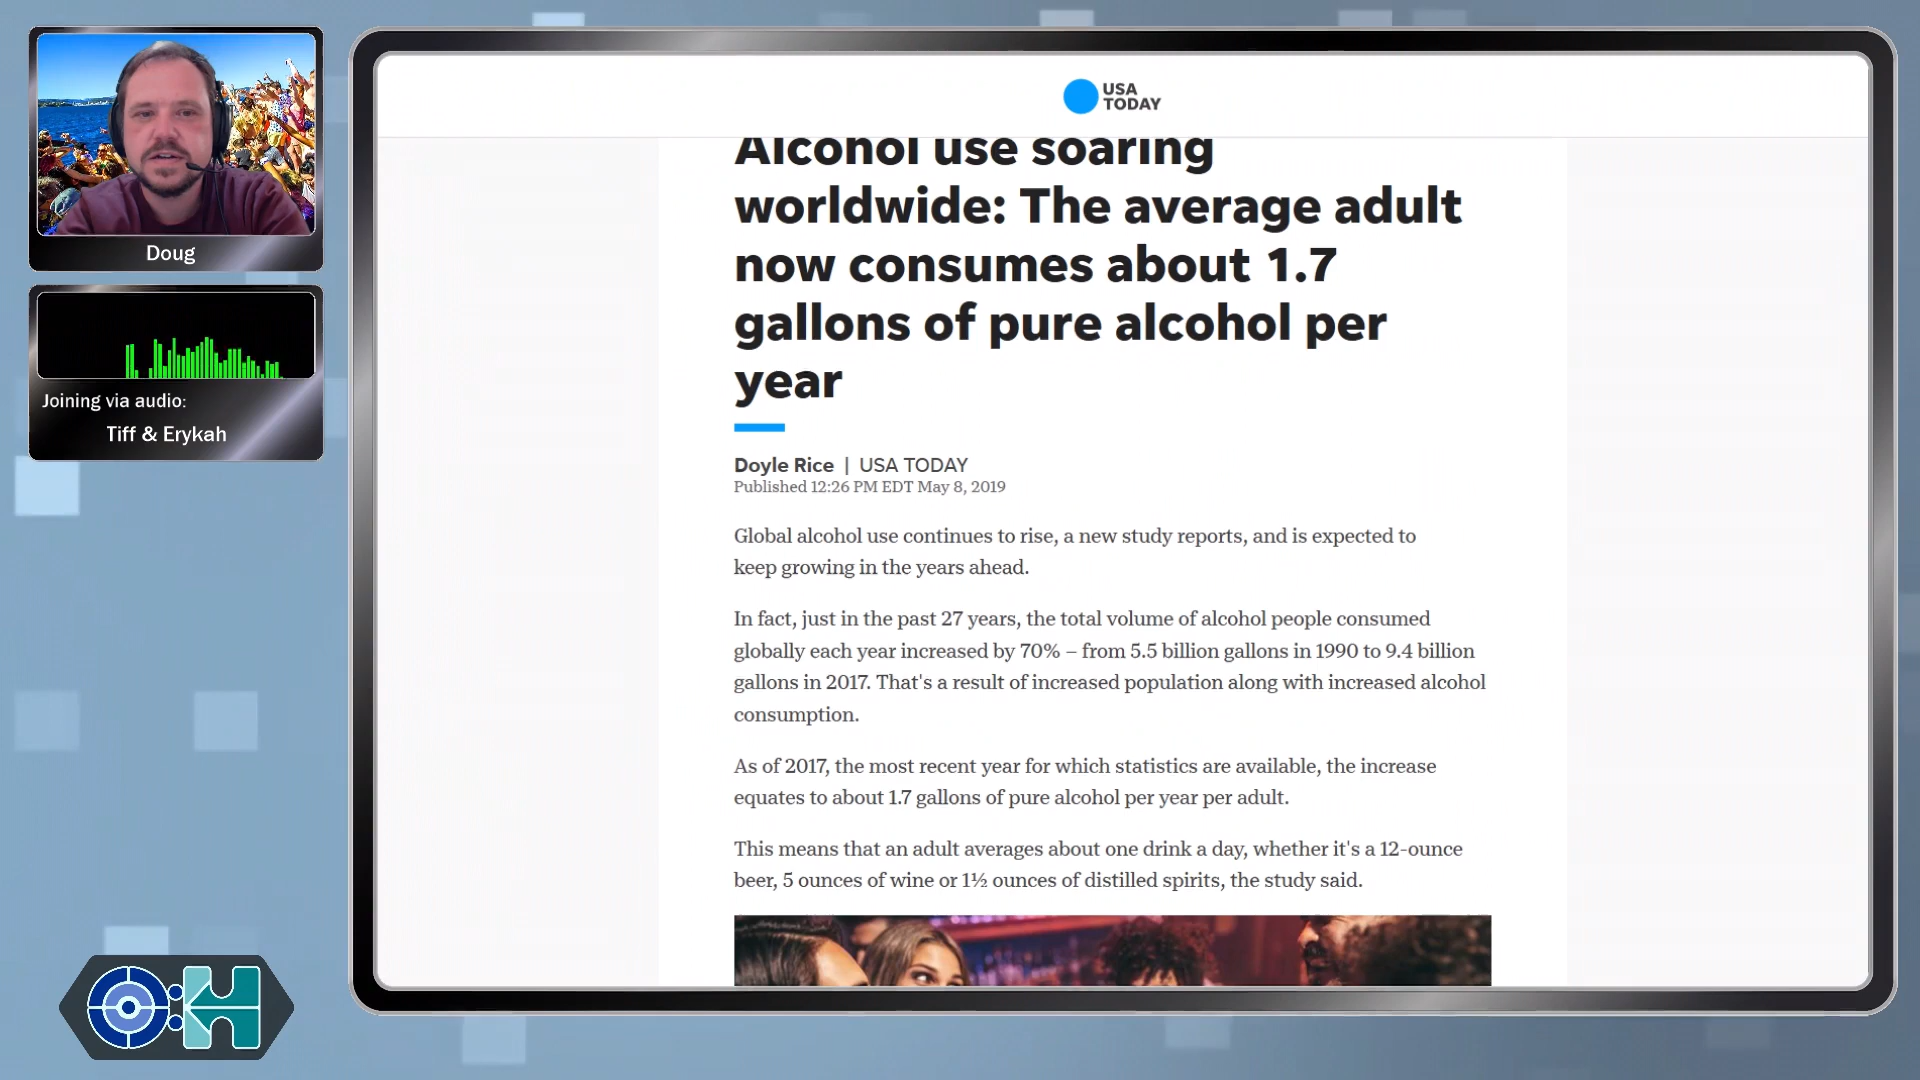 Doug
Joining via audio:
Tiff & Erykah
USA
TODAY
Alcohol use soaring
worldwide: The average adult
now consumes about 1.7
gallons of pure alcohol per
year
Doyle Rice | USA TODAY
Published 12:26 PM EDT May 8, 2019
Global alcohol use continues to rise, a new study reports, and is expected to
keep growing in the years ahead.
In fact, just in the past 27 years, the total volume of alcohol people consumed
globally each year increased by 70% – from 5.5 billion gallons in 1990 to 9.4 billion
gallons in 2017. That's a result of increased population along with increased alcohol
consumption.
As of 2017, the most recent year for which statistics are available, the increase
equates to about 1.7 gallons of pure alcohol per year per adult.
This means that an adult averages about one drink a day, whether it's a 12-ounce
beer, 5 ounces of wine or 1½ ounces of distilled spirits, the study said.